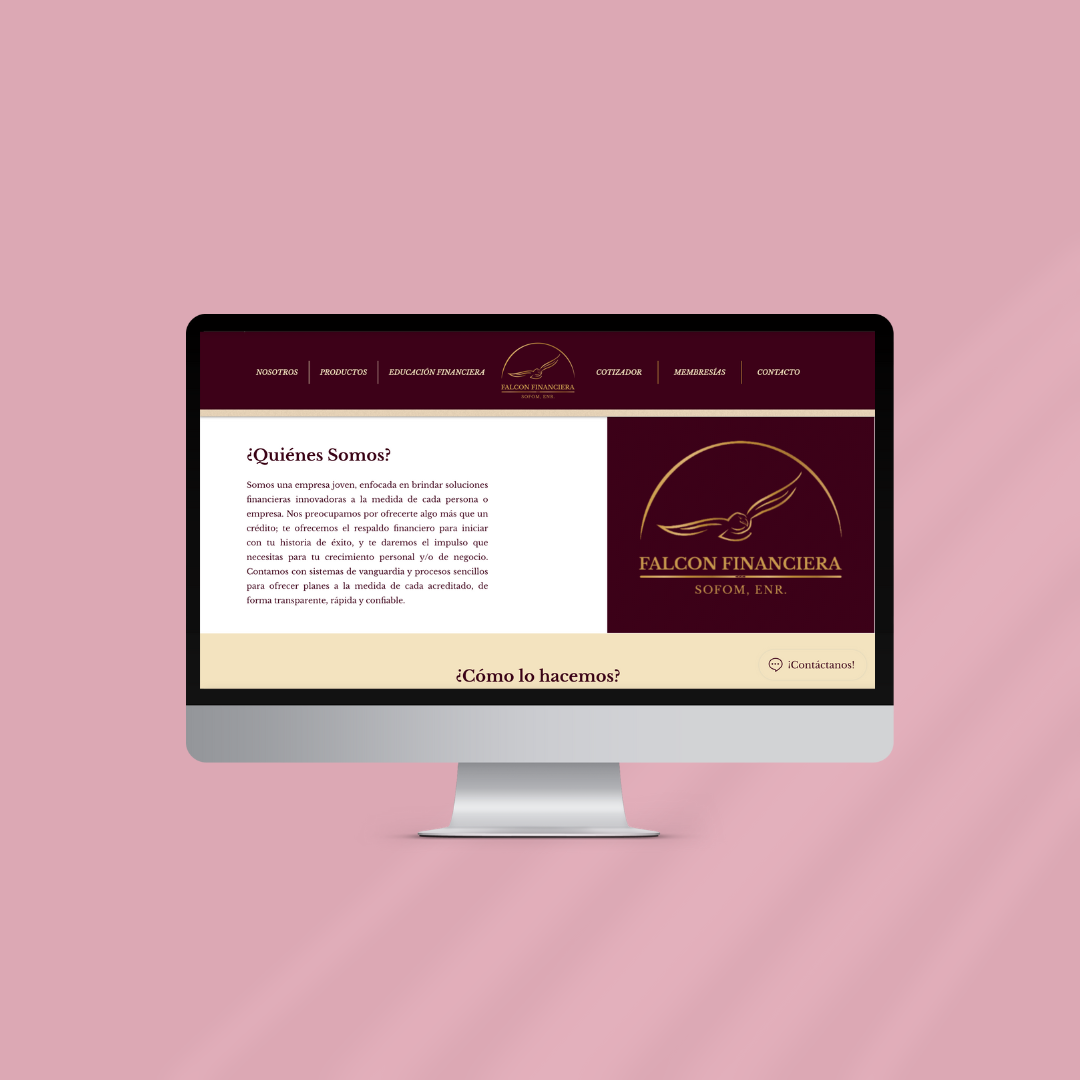 NOSOTROS
PRODUCTOS
EDUCACIÓN FINANCIERA
FALCON FINANCIERA
SOFOM, ENR.
COTIZADOR
MEMBRESÍAS
CONTACTO
¿Quiénes Somos?
Somos una empresa joven, enfocada en brindar soluciones
financieras innovadoras a la medida de cada persona o
empresa. Nos preocupamos por ofrecerte algo más que un
crédito; te ofrecemos el respaldo financiero para iniciar
con tu historia de éxito, y te daremos el impulso que
necesitas para tu crecimiento personal y/o de negocio.
Contamos con sistemas de vanguardia y procesos sencillos
para ofrecer planes a la medida de cada acreditado, de
forma transparente, rápida y confiable.
FALCON FINANCIERA
SOFOM, ENR.
¿Cómo lo hacemos?
¡Contáctanos!